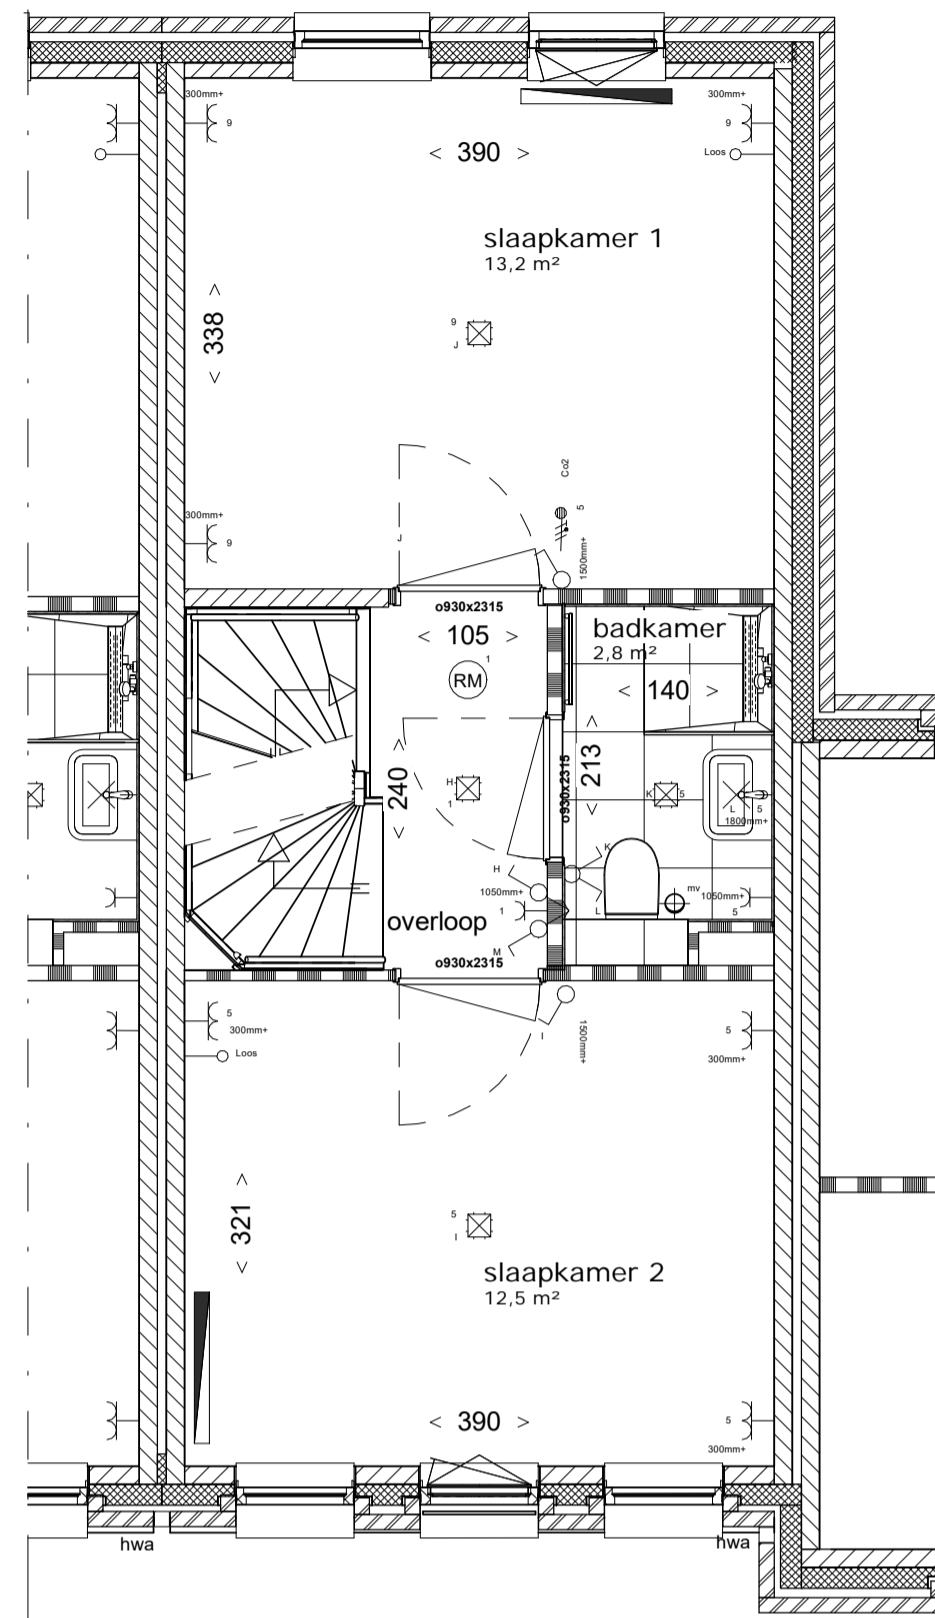 300mm+
9
300mm+
9
Loos
< 390 >
slaapkamer 1
13,2 m²
< 338 >
9
J
Co2
5
300mm+
9
J
1500mm+
o930x2315
< 105 >
badkamer
2,8 m²
1
RM
< 140 >
< 240 >
< 213 >
o930x2315
H
1
K
5
L
5
1800mm+
K
H
1050mm+
1
L
mv
1050mm+
5
overloop
M
o930x2315
5
300mm+
Loos
I
1500mm+
5
300mm+
< 321 >
5
I
slaapkamer 2
12,5 m²
< 390 >
5
300mm+
hwa
hwa